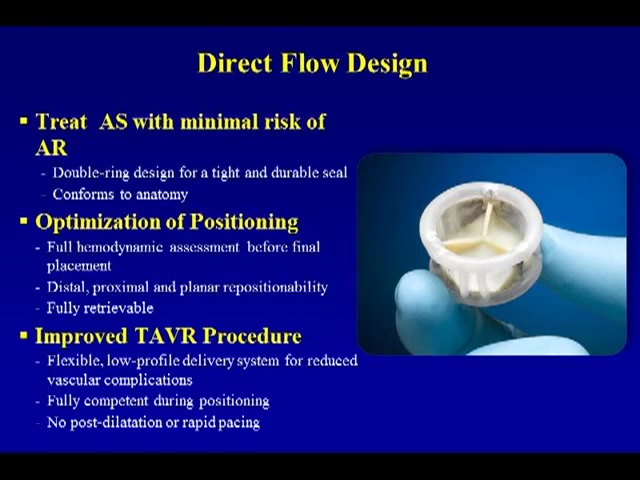 Direct Flow Design
▪ Treat AS with minimal risk of
AR
- Double-ring design for a tight and durable seal
- Conforms to anatomy
▪ Optimization of Positioning
- Full hemodynamic assessment before final
placement
- Distal, proximal and planar repositionability
- Fully retrievable
▪ Improved TAVR Procedure
- Flexible, low-profile delivery system for reduced
vascular complications
- Fully competent during positioning
- No post-dilatation or rapid pacing